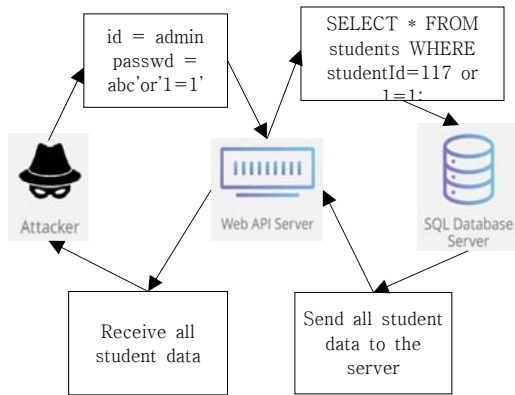 id = admin
passwd =
abc'or'1=1'
SELECT * FROM
students WHERE
studentId=117 or
1=1;
Attacker
Web API Server
SQL Database
Server
Receive all
student data
Send all student
data to the
server